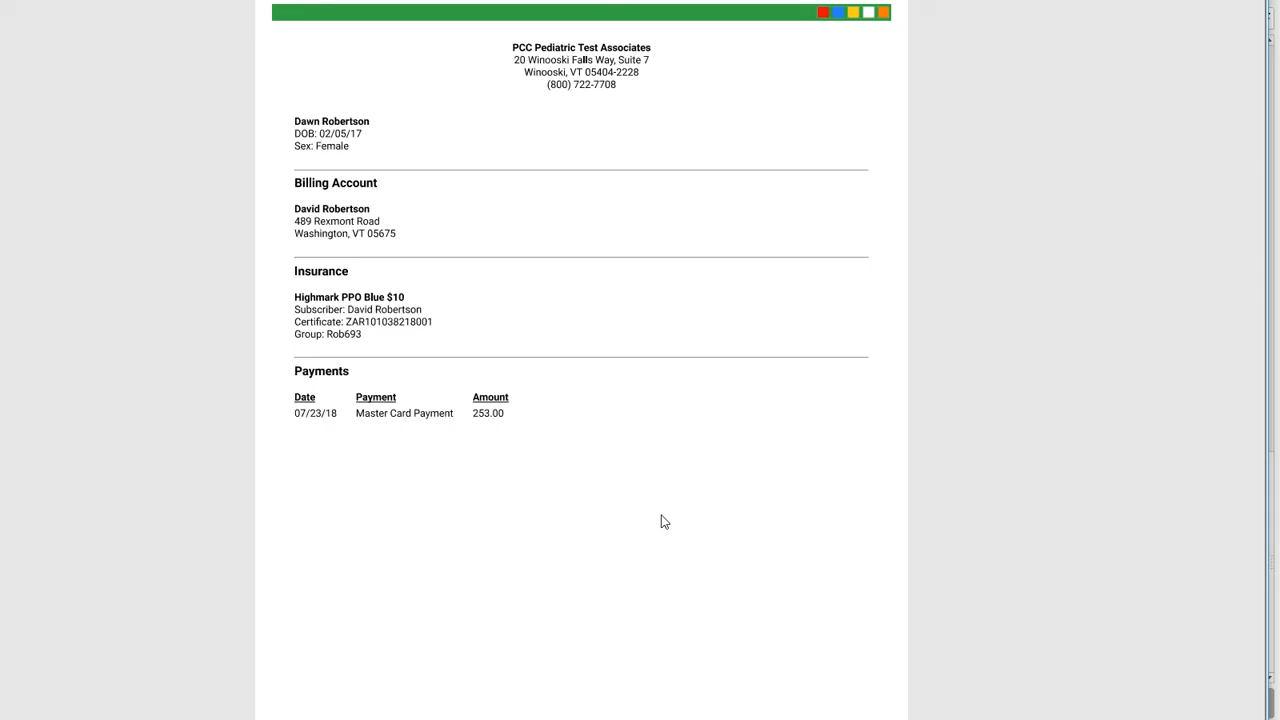 PCC Pediatric Test Associates
20 Winooski Falls Way, Suite 7
Winooski, VT 05404-2228
(800) 722-7708
Dawn Robertson
DOB: 02/05/17
Sex: Female
Billing Account
David Robertson
489 Rexmont Road
Washington, VT 05675
Insurance
Highmark PPO Blue $10
Subscriber: David Robertson
Certificate: ZAR101038218001
Group: Rob693
Payments
Date Payment Amount
07/23/18 Master Card Payment 253.00